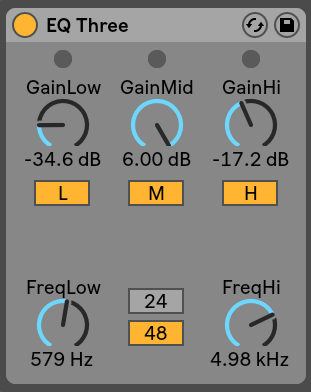 EQ Three
GainLow GainMid GainHi
-34.6 dB 6.00 dB -17.2 dB
L M H
FreqLow 24 FreqHi
48
579 Hz 4.98 kHz